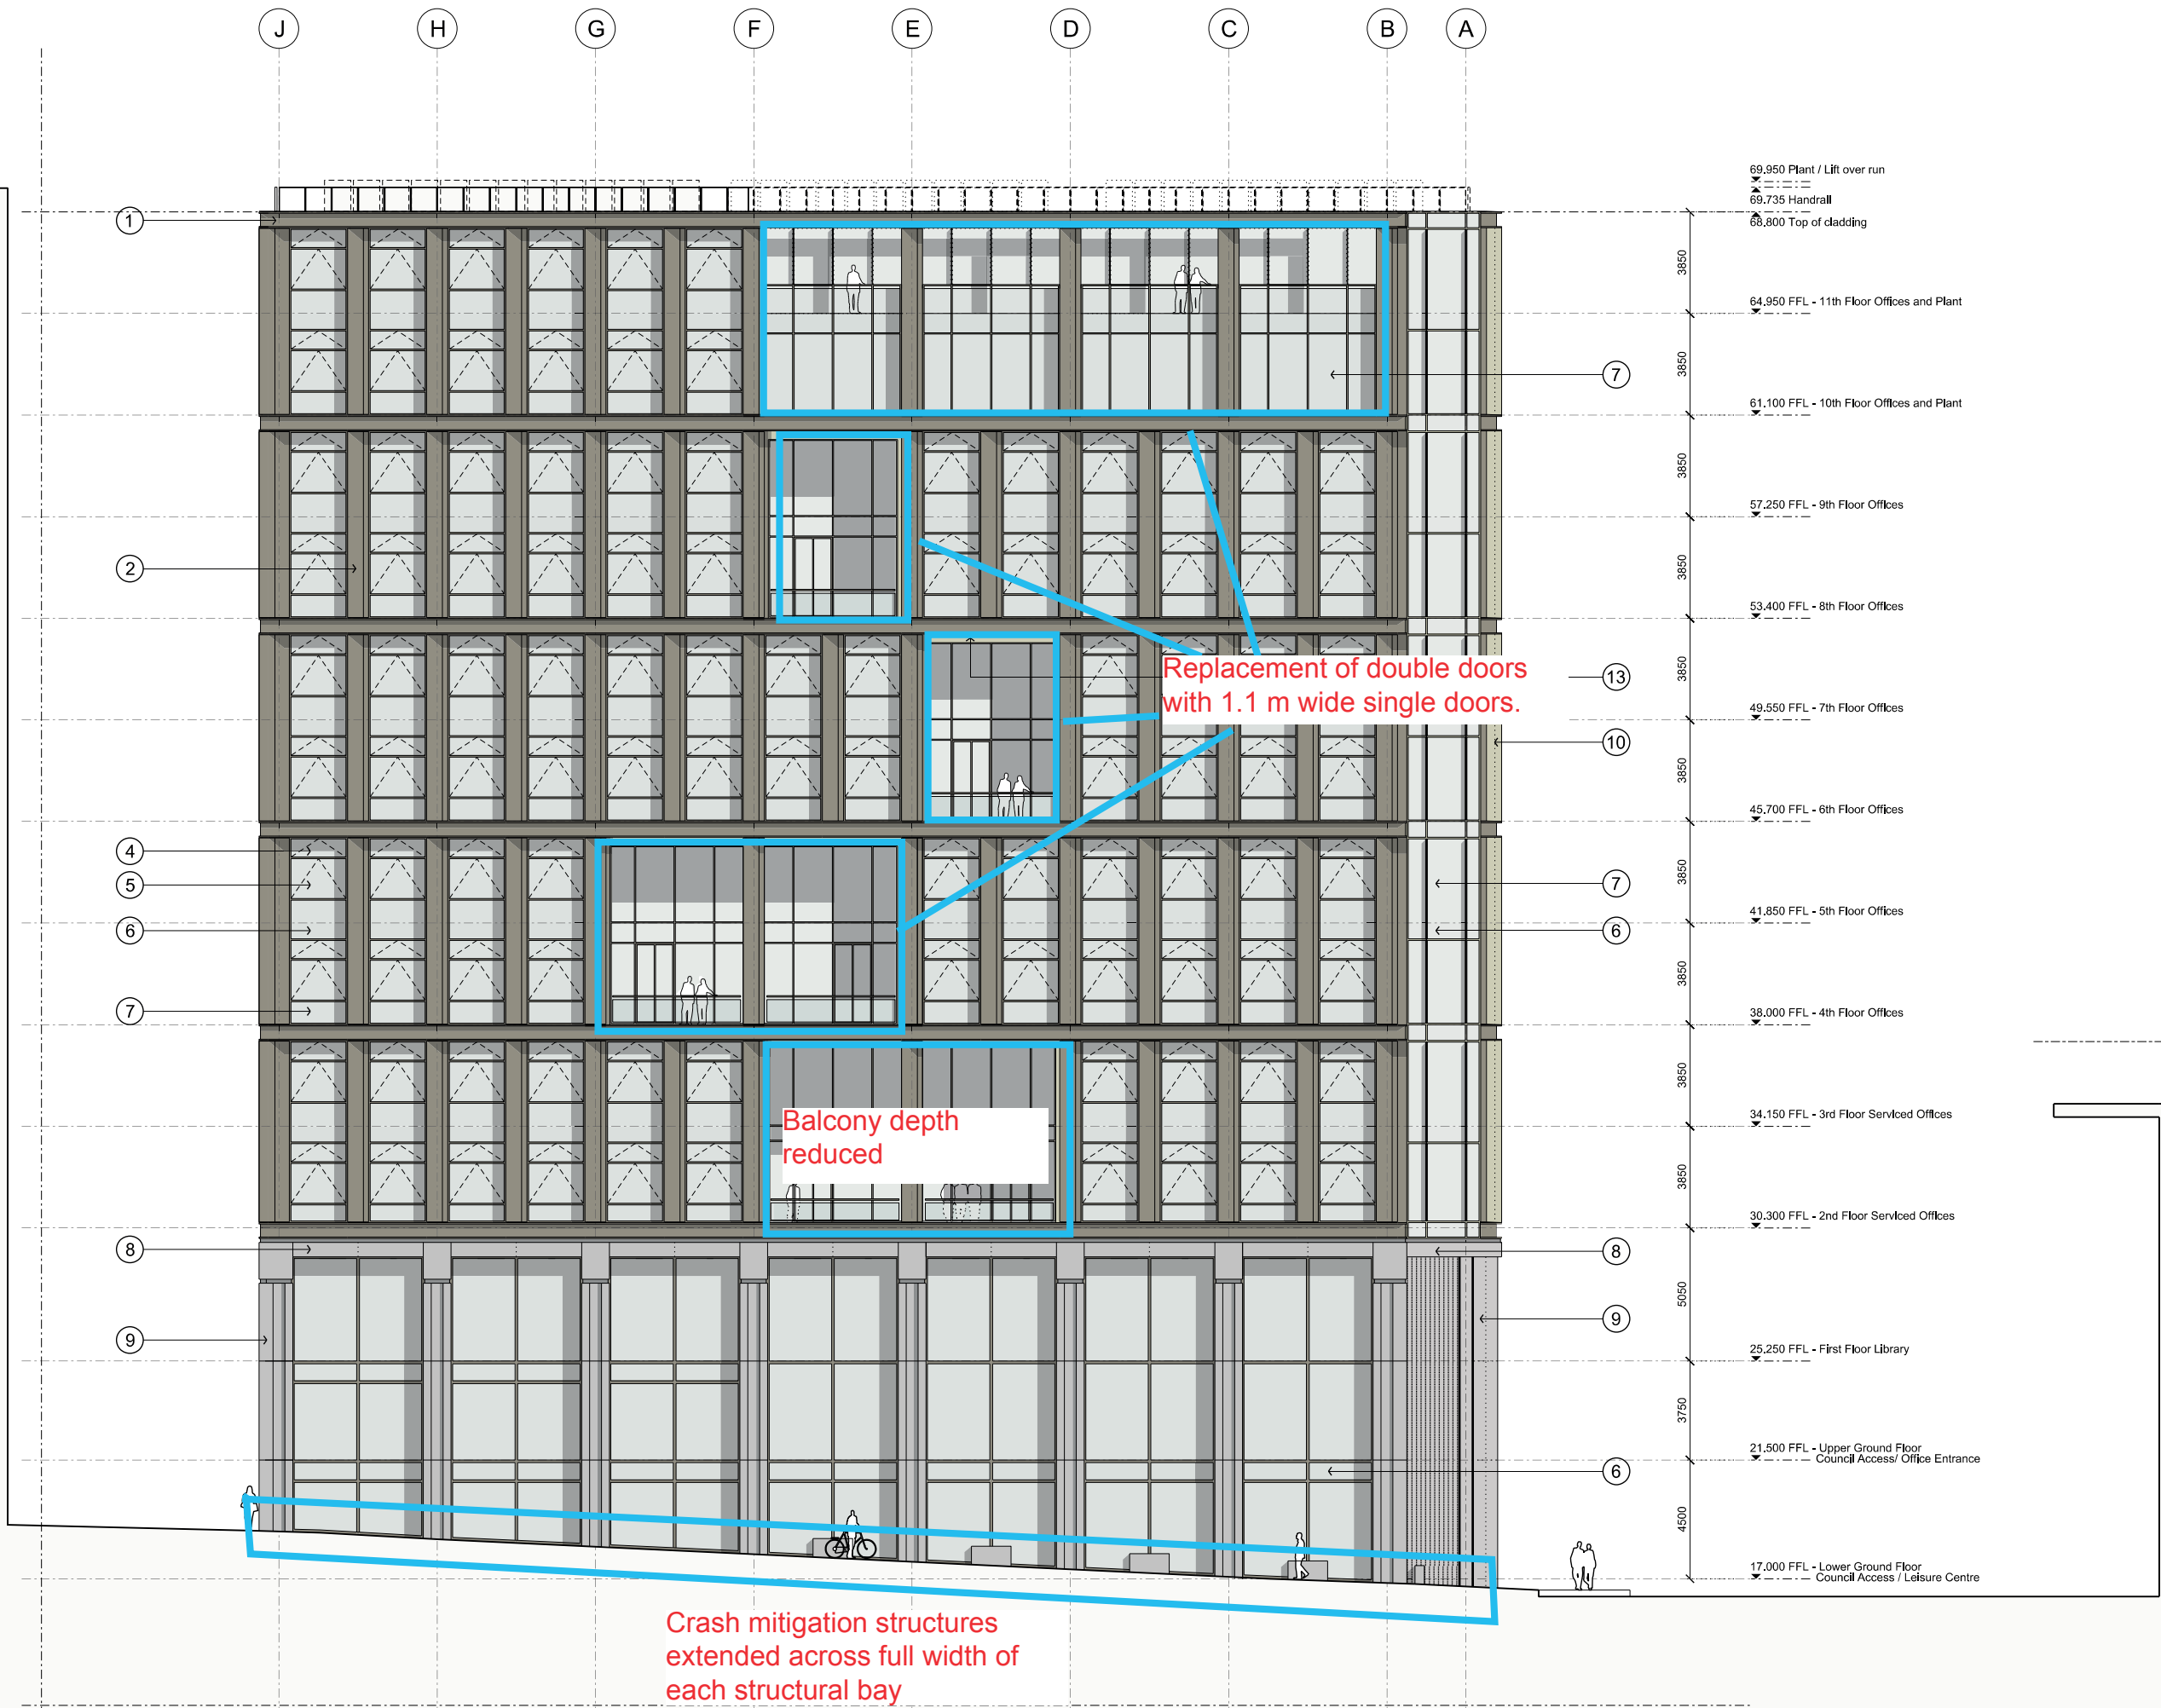 J H G F E D C B A
69.950 Plant / Lift over run
69.735 Handrail
68.800 Top of cladding
1
3850
64.950 FFL - 11th Floor Offices and Plant
7
3850
61.100 FFL - 10th Floor Offices and Plant
3850
57.250 FFL - 9th Floor Offices
2
3850
53.400 FFL - 8th Floor Offices
Replacement of double doors
with 1.1 m wide single doors.
13
3850
49.550 FFL - 7th Floor Offices
10
3850
45.700 FFL - 6th Floor Offices
4
5
7
3850
41.850 FFL - 5th Floor Offices
6
6
7
3850
38.000 FFL - 4th Floor Offices
3850
Balcony depth
reduced
34.150 FFL - 3rd Floor Serviced Offices
3850
30.300 FFL - 2nd Floor Serviced Offices
8
8
5050
9
9
25.250 FFL - First Floor Library
3750
21.500 FFL - Upper Ground Floor
Council Access/ Office Entrance
6
4500
17.000 FFL - Lower Ground Floor
Council Access / Leisure Centre
Crash mitigation structures
extended across full width of
each structural bay